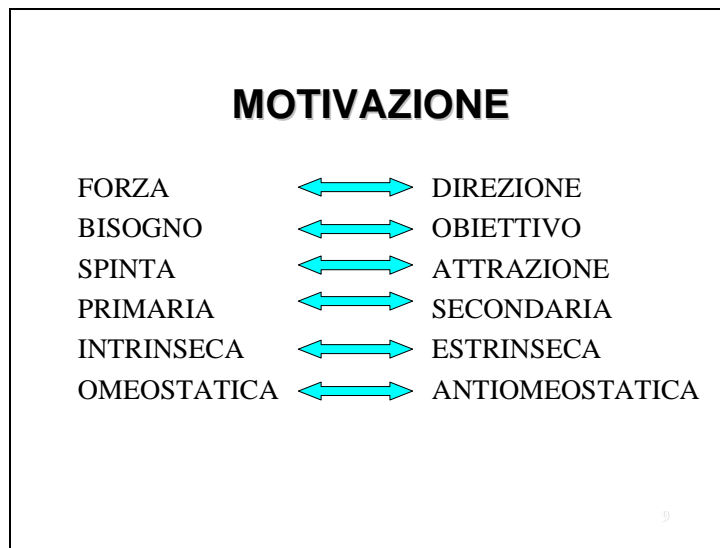 MOTIVAZIONE
FORZA DIREZIONE
BISOGNO OBIETTIVO
SPINTA ATTRAZIONE
PRIMARIA SECONDARIA
INTRINSECA ESTRINSECA
OMEOSTATICA ANTIOMEOSTATICA
9